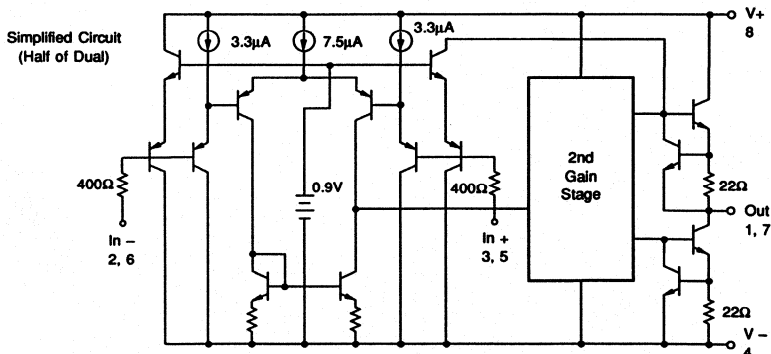 Simplified Circuit
(Half of Dual)
3.3μA
7.5μA
3.3μA
V+
8
400Ω
In –
2, 6
0.9V
400Ω
In +
3, 5
2nd
Gain
Stage
22Ω
Out
1, 7
22Ω
V –
4